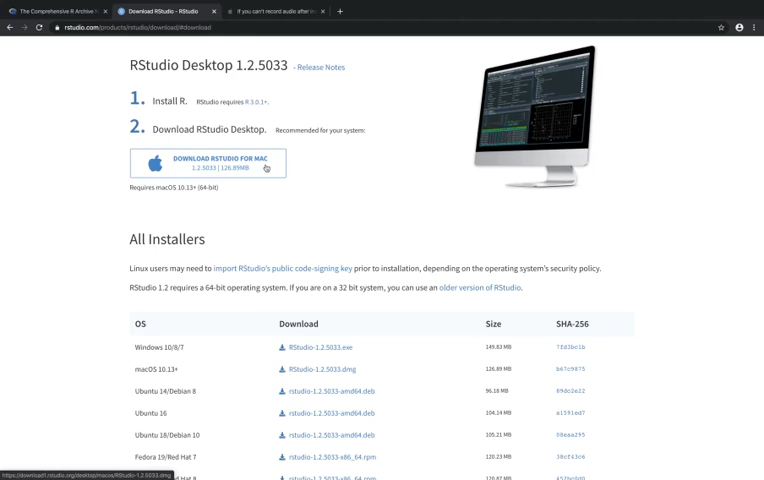 The Comprehensive R Archive N
Download RStudio - RStudio
If you can't record audio after in
rstudio.com/products/rstudio/download/#download
RStudio Desktop 1.2.5033 - Release Notes
1. Install R. RStudio requires R 3.0.1+.
2. Download RStudio Desktop. Recommended for your system:
DOWNLOAD RSTUDIO FOR MAC
1.2.5033 | 126.89MB
Requires macOS 10.13+ (64-bit)
All Installers
Linux users may need to import RStudio's public code-signing key prior to installation, depending on the operating system's security policy.
RStudio 1.2 requires a 64-bit operating system. If you are on a 32 bit system, you can use an older version of RStudio.
OS Download Size SHA-256
Windows 10/8/7 RStudio-1.2.5033.exe 149.83 MB 7fd3bc1b
macOS 10.13+ RStudio-1.2.5033.dmg 126.89 MB b67c9875
Ubuntu 14/Debian 8 rstudio-1.2.5033-amd64.deb 96.18 MB 89dc2e22
Ubuntu 16 rstudio-1.2.5033-amd64.deb 104.14 MB a1591ed7
Ubuntu 18/Debian 10 rstudio-1.2.5033-amd64.deb 105.21 MB 08eaa295
Fedora 19/Red Hat 7 rstudio-1.2.5033-x86_64.rpm 120.23 MB 38cf43c6
https://download1.rstudio.org/desktop/macos/RStudio-1.2.5033.dmg